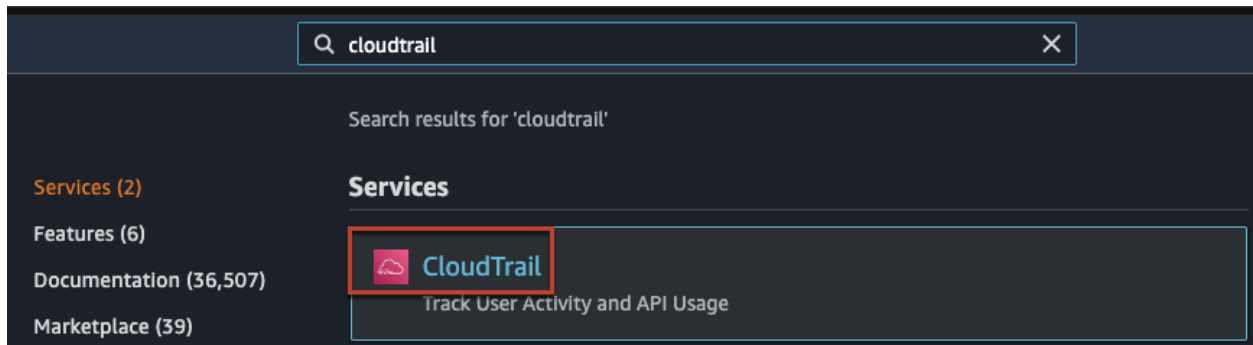 cloudtrail
Search results for 'cloudtrail'
Services (2)
Features (6)
Documentation (36,507)
Marketplace (39)
Services
CloudTrail
Track User Activity and API Usage